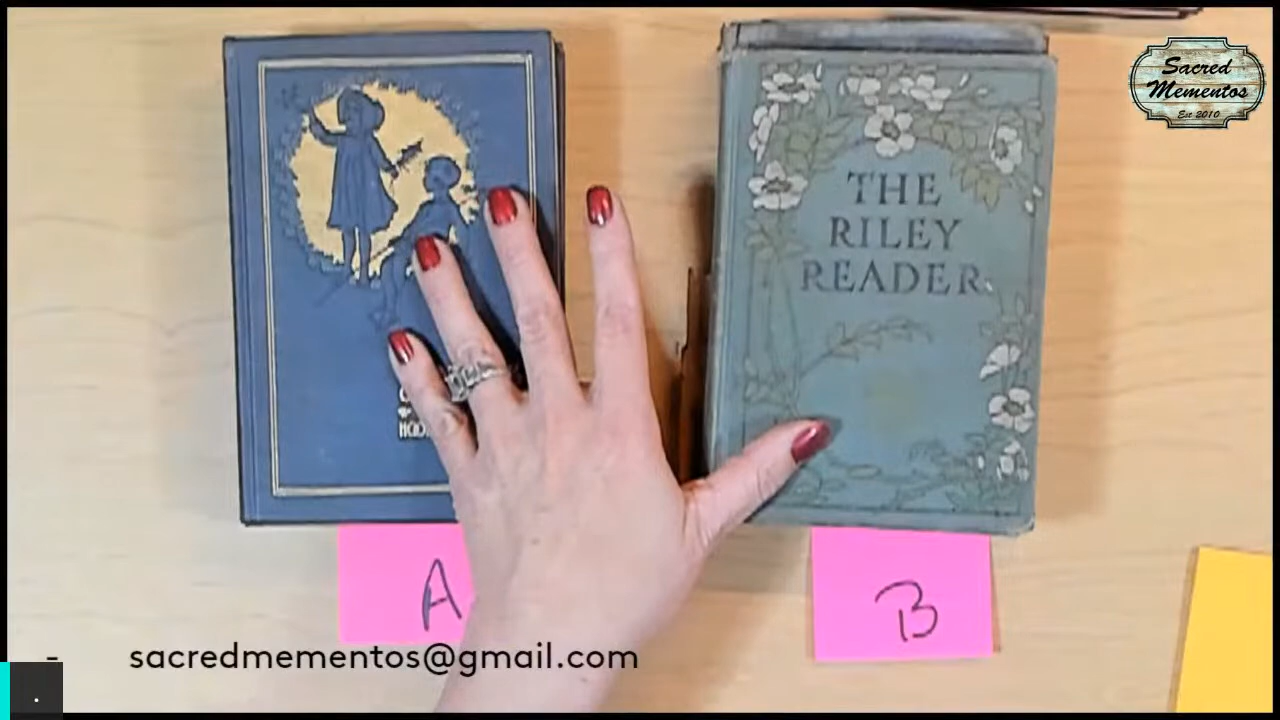 Sacred
Mementos
Est 2010
THE
RILEY
READER
A
B
sacredmementos@gmail.com